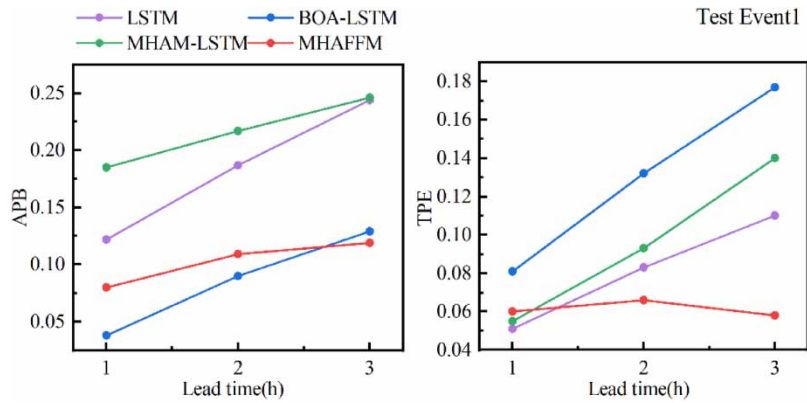 LSTM BOA-LSTM Test Event1
MHAM-LSTM MHAFFM
0.25
0.20
0.15
0.10
0.05
APB
1 2 3
Lead time(h)
0.18
0.16
0.14
0.12
0.10
0.08
0.06
0.04
TPE
1 2 3
Lead time(h)